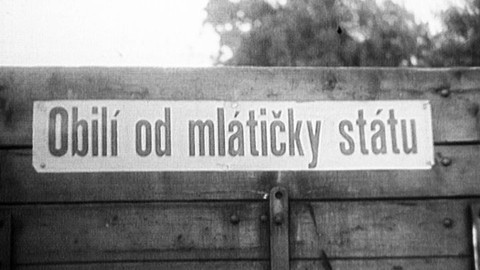 Obilí od mlátičky státu